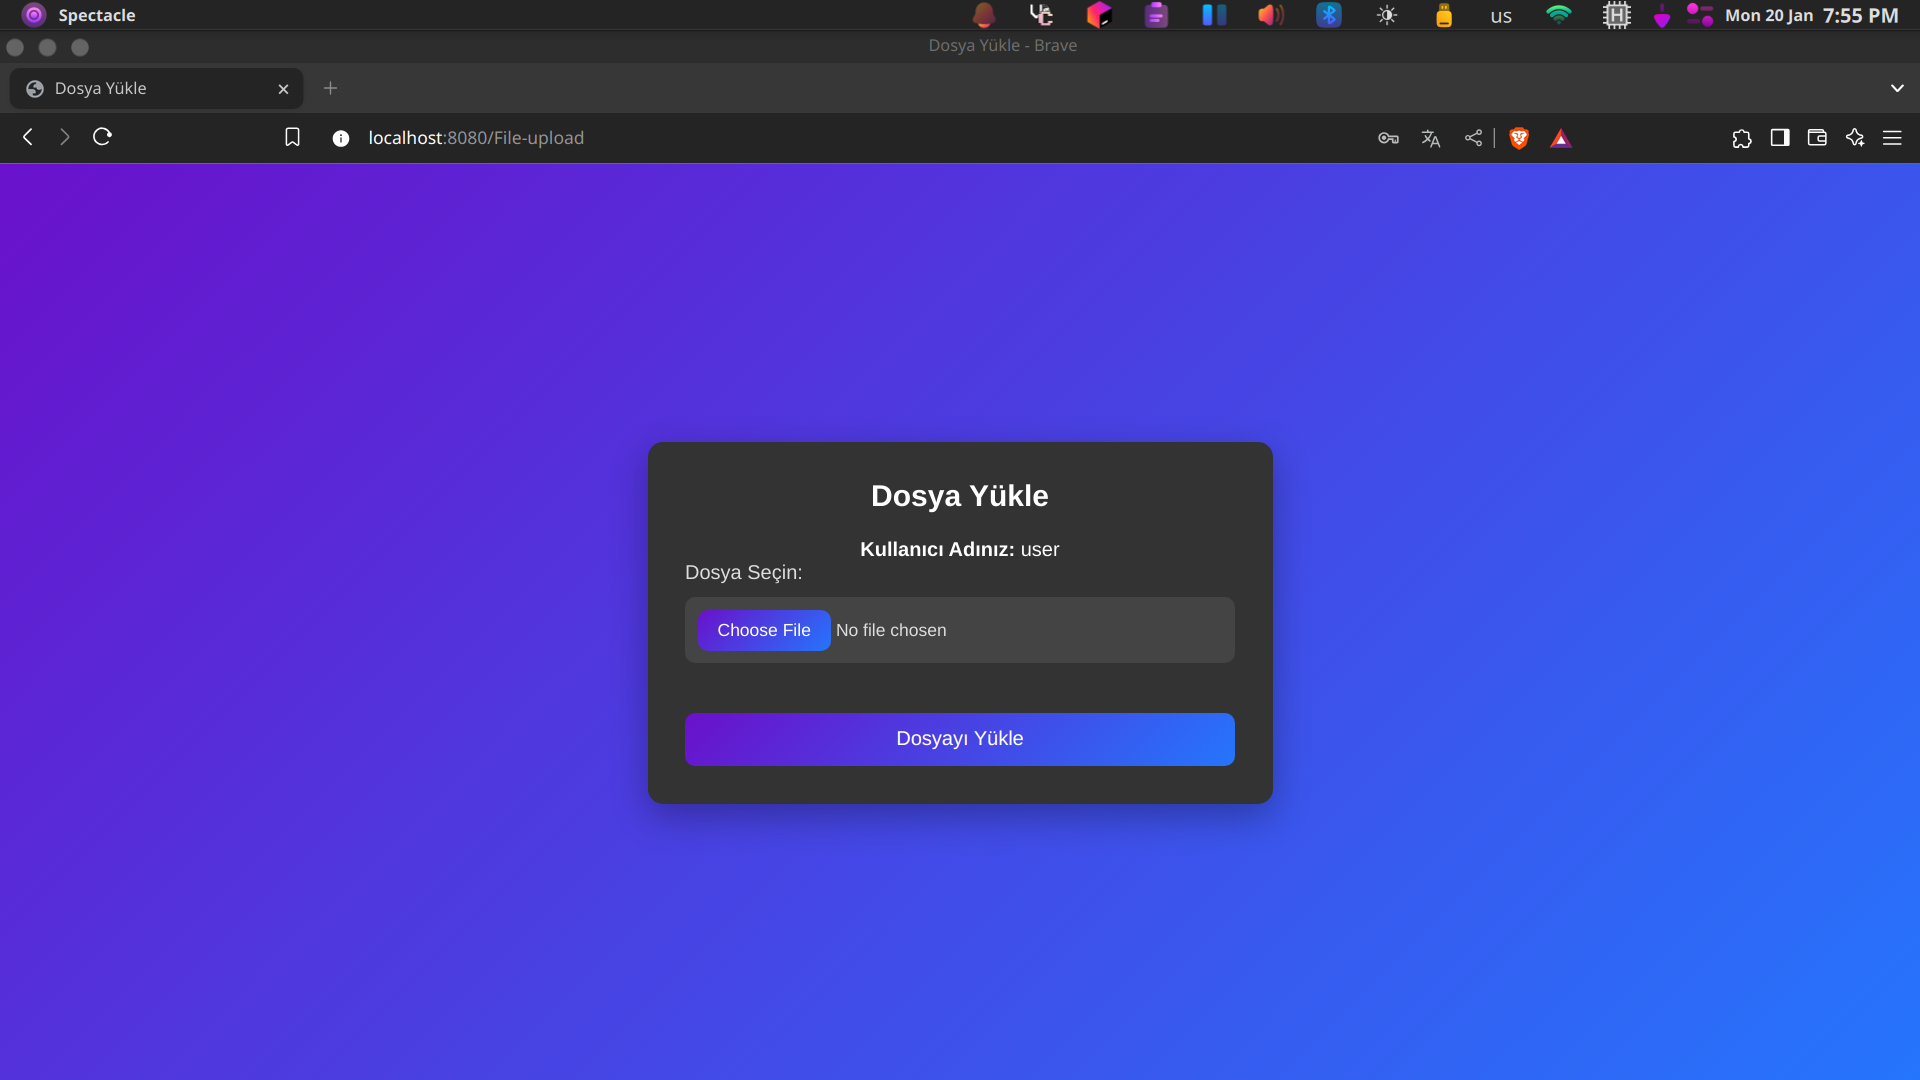 Spectacle
us
Mon 20 Jan 7:55 PM
Dosya Yükle - Brave
Dosya Yükle
localhost:8080/File-upload
Dosya Yükle
Kullanıcı Adınız: user
Dosya Seçin:
Choose File No file chosen
Dosyayı Yükle